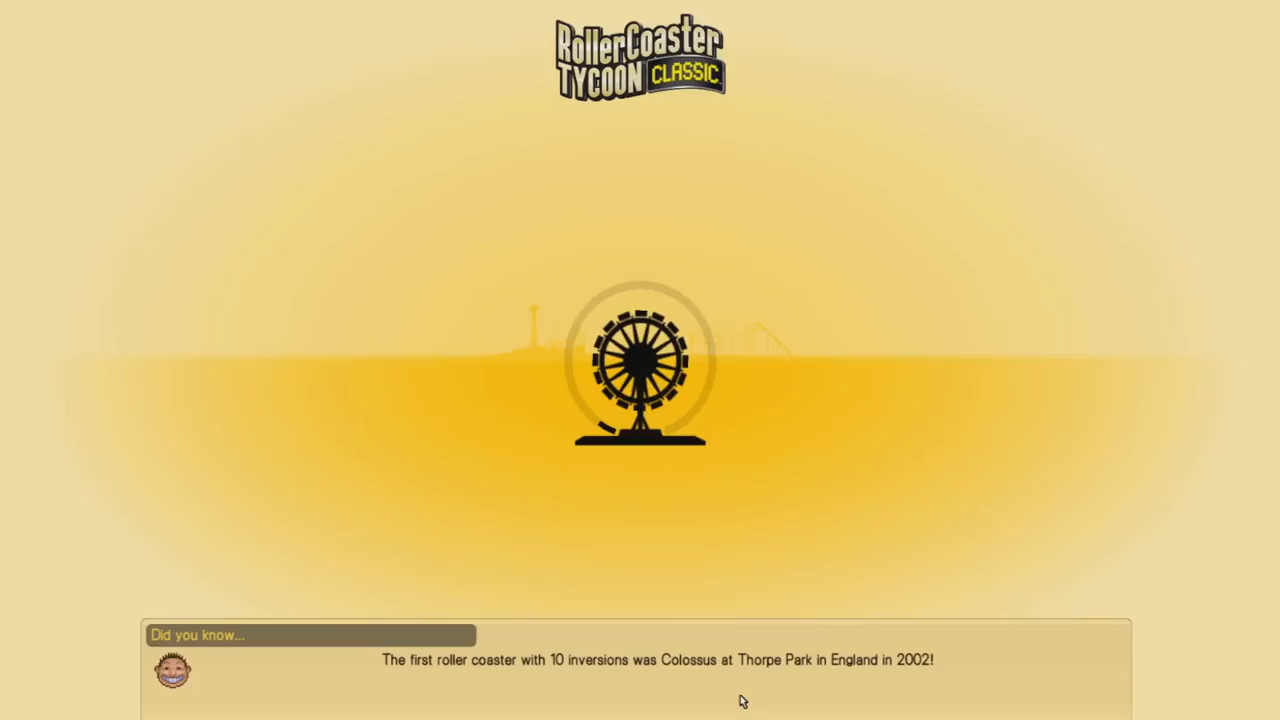 RollerCoaster
TYCOON CLASSIC
Did you know...
The first roller coaster with 10 inversions was Colossus at Thorpe Park in England in 2002!